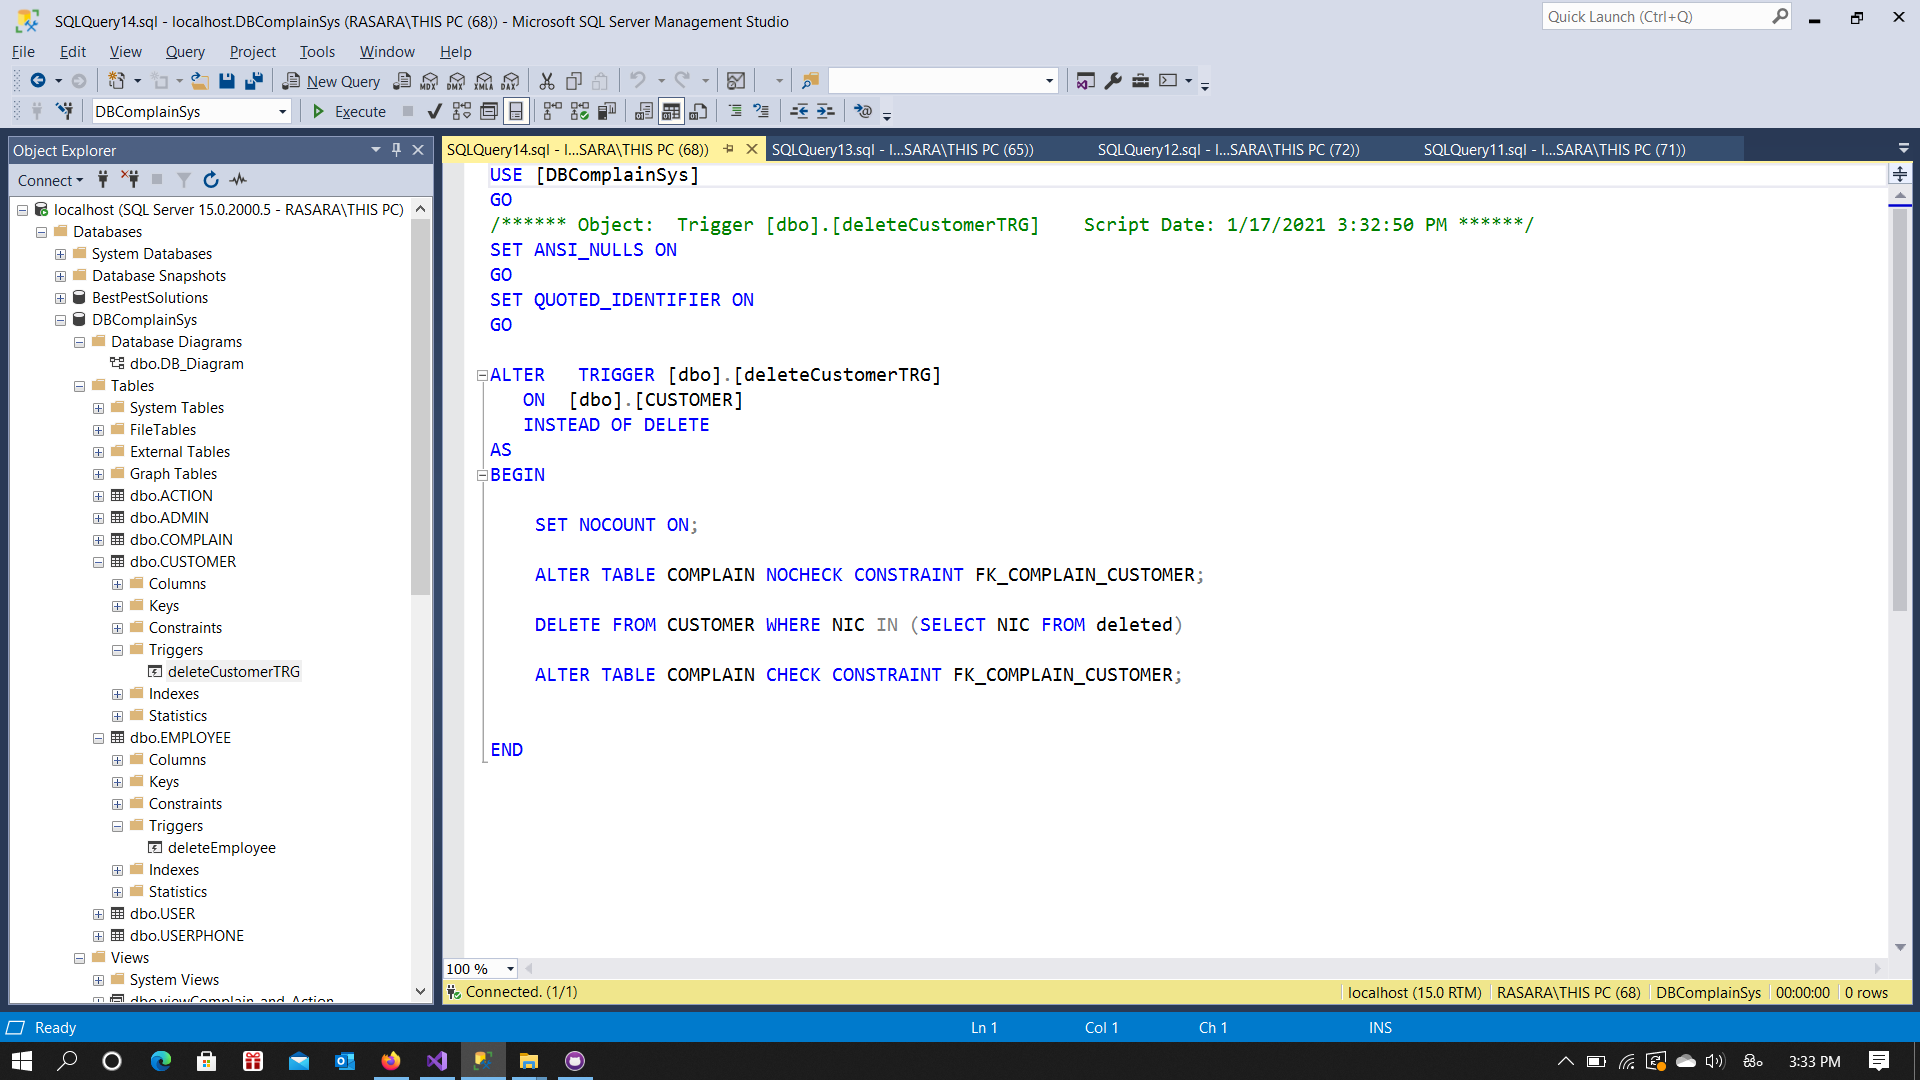 SQLQuery14.sql - localhost.DBComplainSys (RASARA\THIS PC (68)) - Microsoft SQL Server Management Studio
Quick Launch (Ctrl+Q)
File Edit View Query Project Tools Window Help
New Query MDX DMX XMLA DAX
DBComplainSys Execute
Object Explorer
Connect
localhost (SQL Server 15.0.2000.5 - RASARA\THIS PC)
Databases
System Databases
Database Snapshots
BestPestSolutions
DBComplainSys
Database Diagrams
dbo.DB_Diagram
Tables
System Tables
FileTables
External Tables
Graph Tables
dbo.ACTION
dbo.ADMIN
dbo.COMPLAIN
dbo.CUSTOMER
Columns
Keys
Constraints
Triggers
deleteCustomerTRG
Indexes
Statistics
dbo.EMPLOYEE
Columns
Keys
Constraints
Triggers
deleteEmployee
Indexes
Statistics
dbo.USER
dbo.USERPHONE
Views
System Views
dbo.viewComplain_and_Action
SQLQuery14.sql - l...SARA\THIS PC (68)) SQLQuery13.sql - l...SARA\THIS PC (65)) SQLQuery12.sql - l...SARA\THIS PC (72)) SQLQuery11.sql - l...SARA\THIS PC (71))
USE [DBComplainSys]
GO
/****** Object:  Trigger [dbo].[deleteCustomerTRG]    Script Date: 1/17/2021 3:32:50 PM ******/
SET ANSI_NULLS ON
GO
SET QUOTED_IDENTIFIER ON
GO
ALTER   TRIGGER [dbo].[deleteCustomerTRG]
ON  [dbo].[CUSTOMER]
INSTEAD OF DELETE
AS
BEGIN
SET NOCOUNT ON;
ALTER TABLE COMPLAIN NOCHECK CONSTRAINT FK_COMPLAIN_CUSTOMER;
DELETE FROM CUSTOMER WHERE NIC IN (SELECT NIC FROM deleted)
ALTER TABLE COMPLAIN CHECK CONSTRAINT FK_COMPLAIN_CUSTOMER;
END
100 %
Connected. (1/1) localhost (15.0 RTM) RASARA\THIS PC (68) DBComplainSys 00:00:00 0 rows
Ready Ln 1 Col 1 Ch 1 INS
3:33 PM